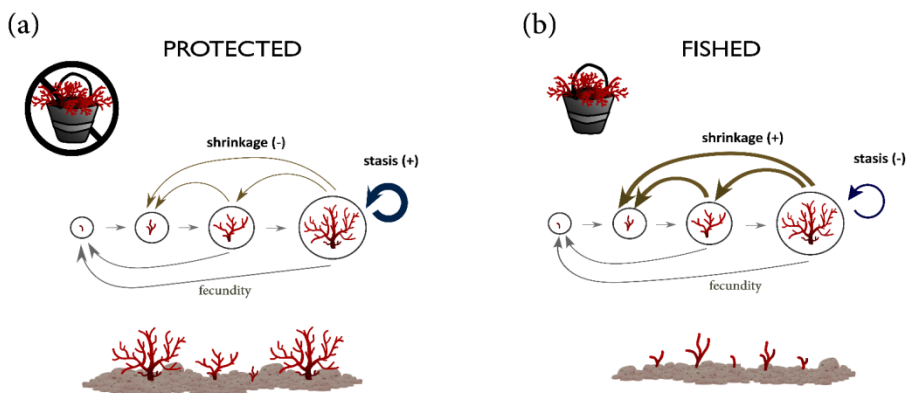 (a)
PROTECTED
shrinkage (-)
stasis (+)
fecundity
(b)
FISHED
shrinkage (+)
stasis (-)
fecundity